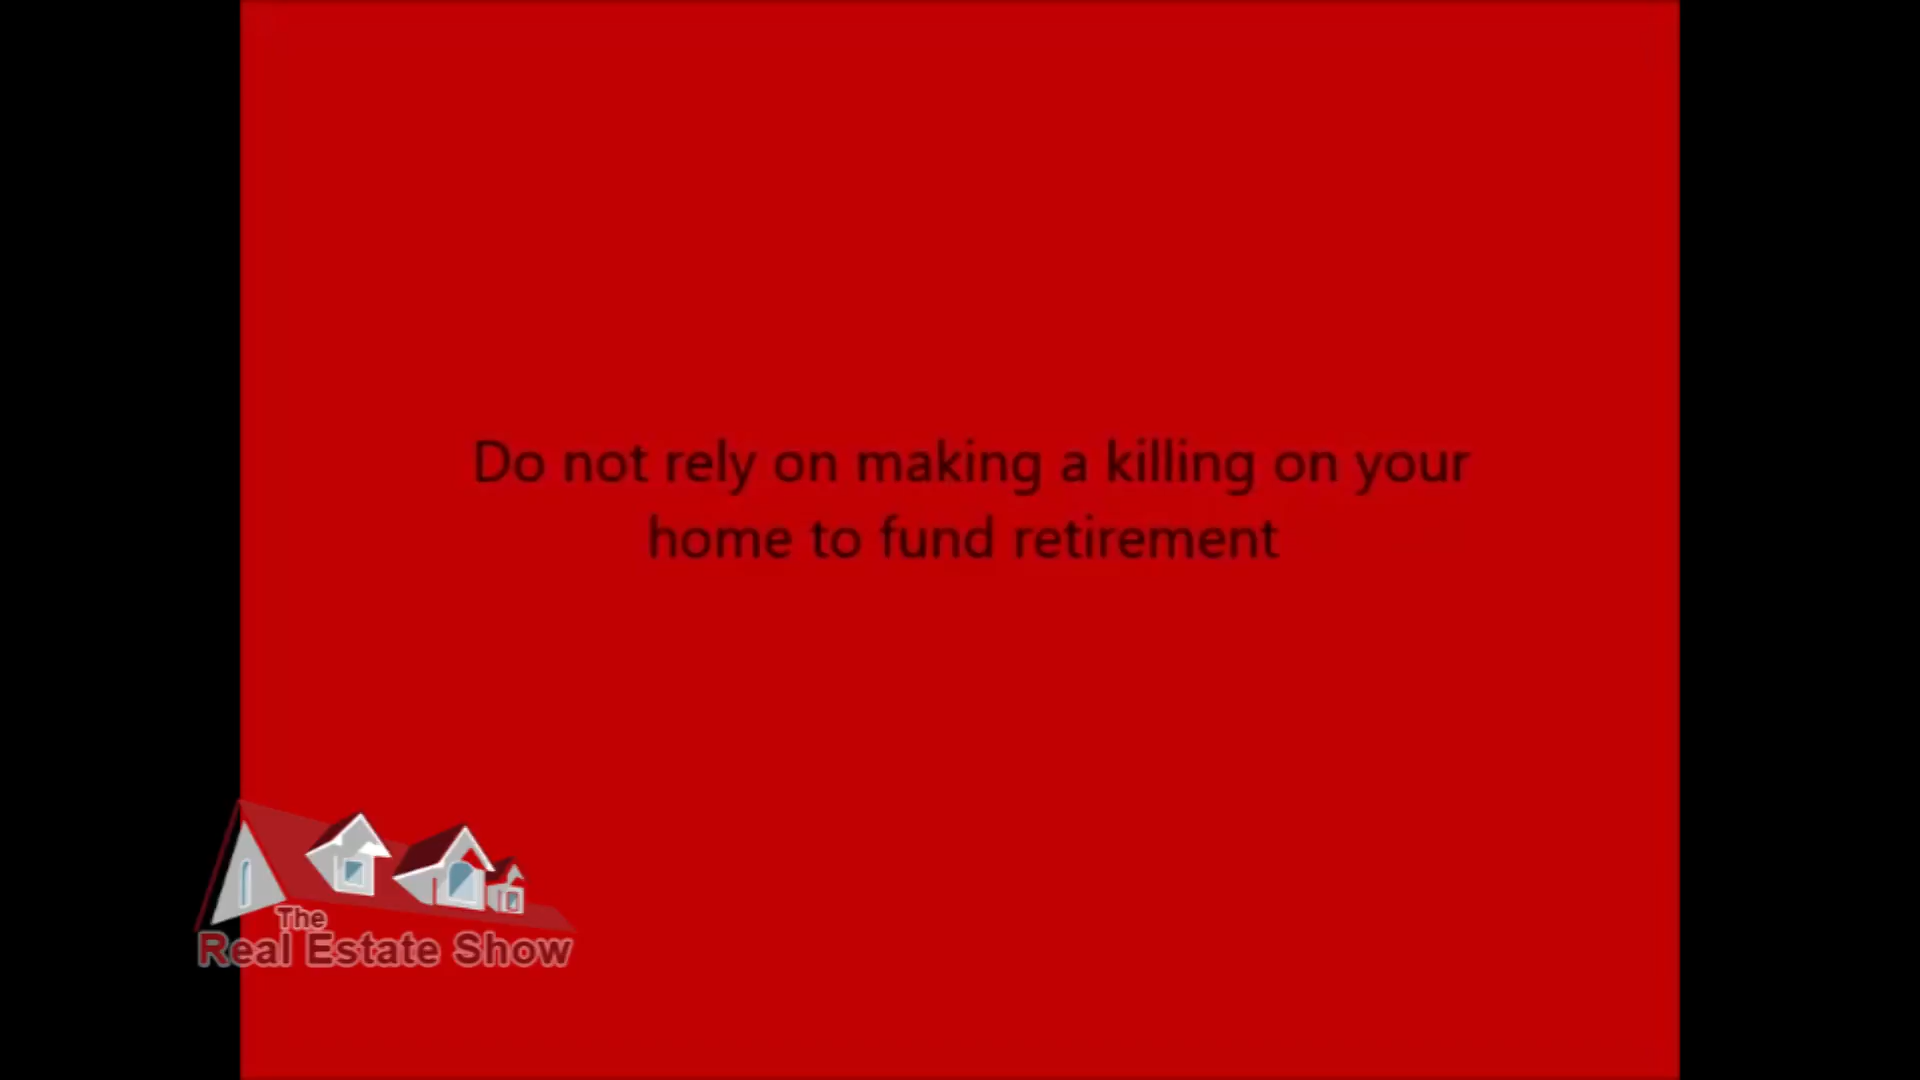 Do not rely on making a killing on your
home to fund retirement
The
Real Estate Show